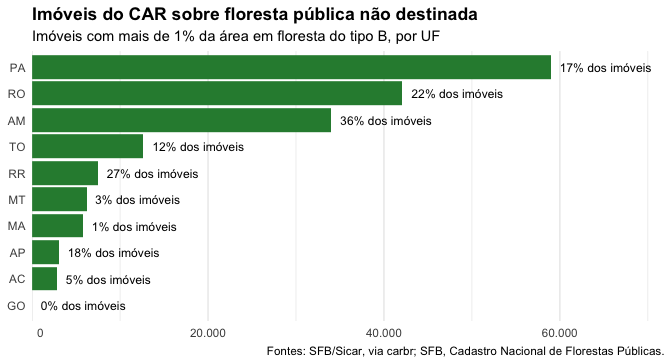 Imóveis do CAR sobre floresta pública não destinada
Imóveis com mais de 1% da área em floresta do tipo B, por UF
PA 17% dos imóveis
RO 22% dos imóveis
AM 36% dos imóveis
TO 12% dos imóveis
RR 27% dos imóveis
MT 3% dos imóveis
MA 1% dos imóveis
AP 18% dos imóveis
AC 5% dos imóveis
GO 0% dos imóveis
0 20.000 40.000 60.000
Fontes: SFB/Sicar, via carbr; SFB, Cadastro Nacional de Florestas Públicas.